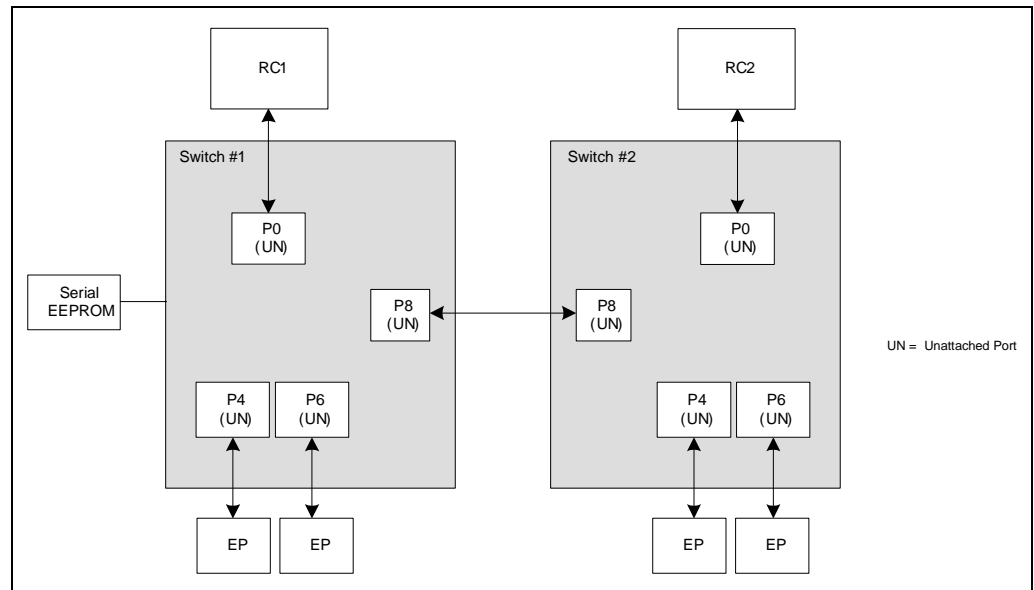 RC1
RC2
Switch #1
Switch #2
P0
(UN)
P0
(UN)
Serial
EEPROM
P8
(UN)
P8
(UN)
UN = Unattached Port
P4
(UN)
P6
(UN)
P4
(UN)
P6
(UN)
EP
EP
EP
EP